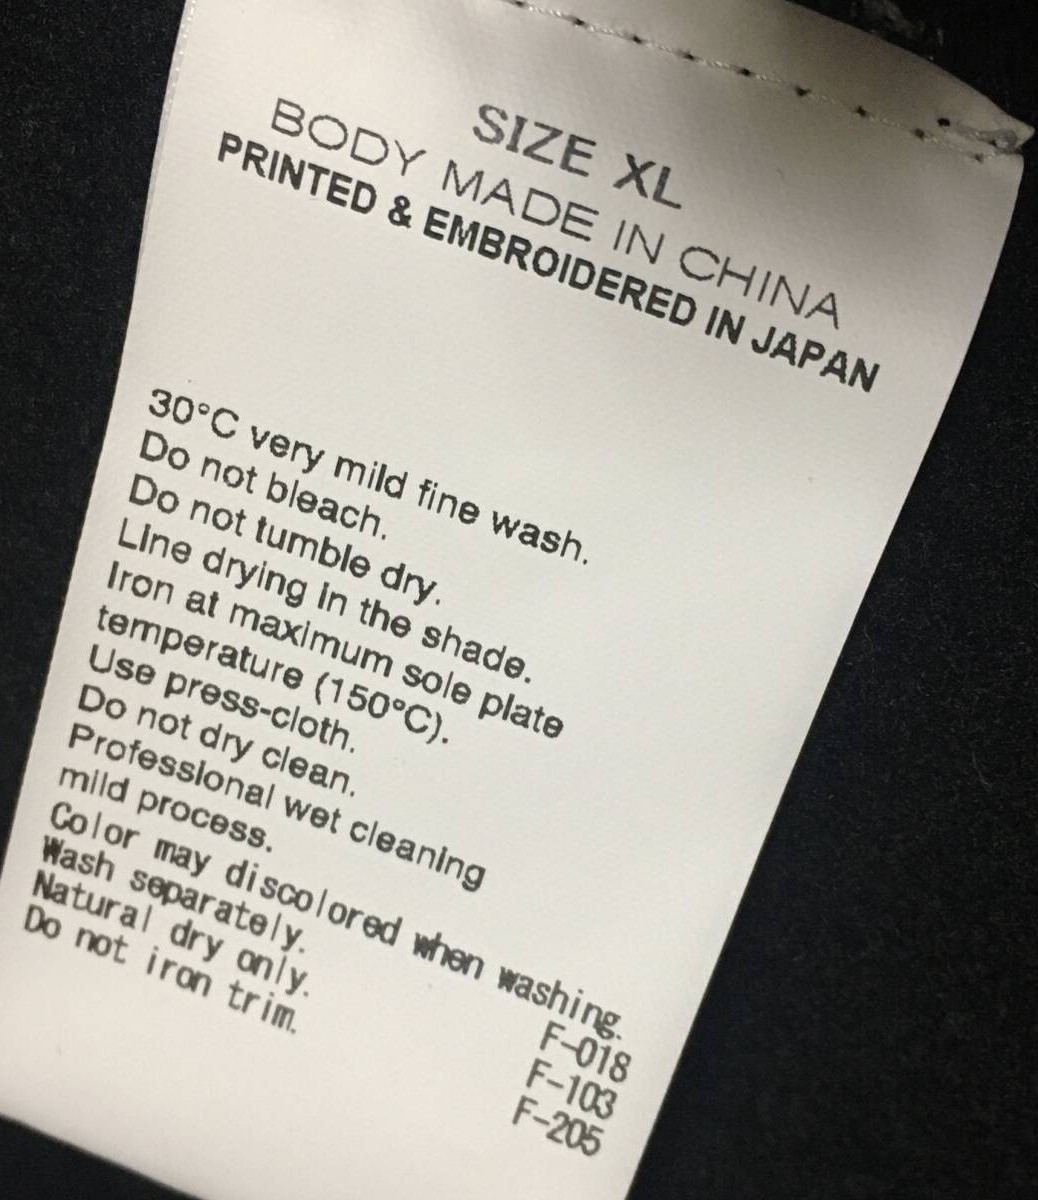 SIZE XL
BODY MADE IN CHINA
PRINTED & EMBROIDERED IN JAPAN
30°C very mild fine wash.
Do not bleach.
Do not tumble dry.
Line drying in the shade.
Iron at maximum sole plate
temperature (150°C).
Use press-cloth.
Do not dry clean.
Professional wet cleaning
mild process.
Color may discolored when washing.
Wash separately.
Natural dry only.
Do not iron trim.
F-018
F-103
F-205